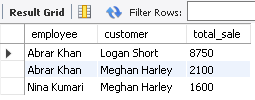 Result Grid Filter Rows:
employee customer total_sale
Abrar Khan Logan Short 8750
Abrar Khan Meghan Harley 2100
Nina Kumari Meghan Harley 1600